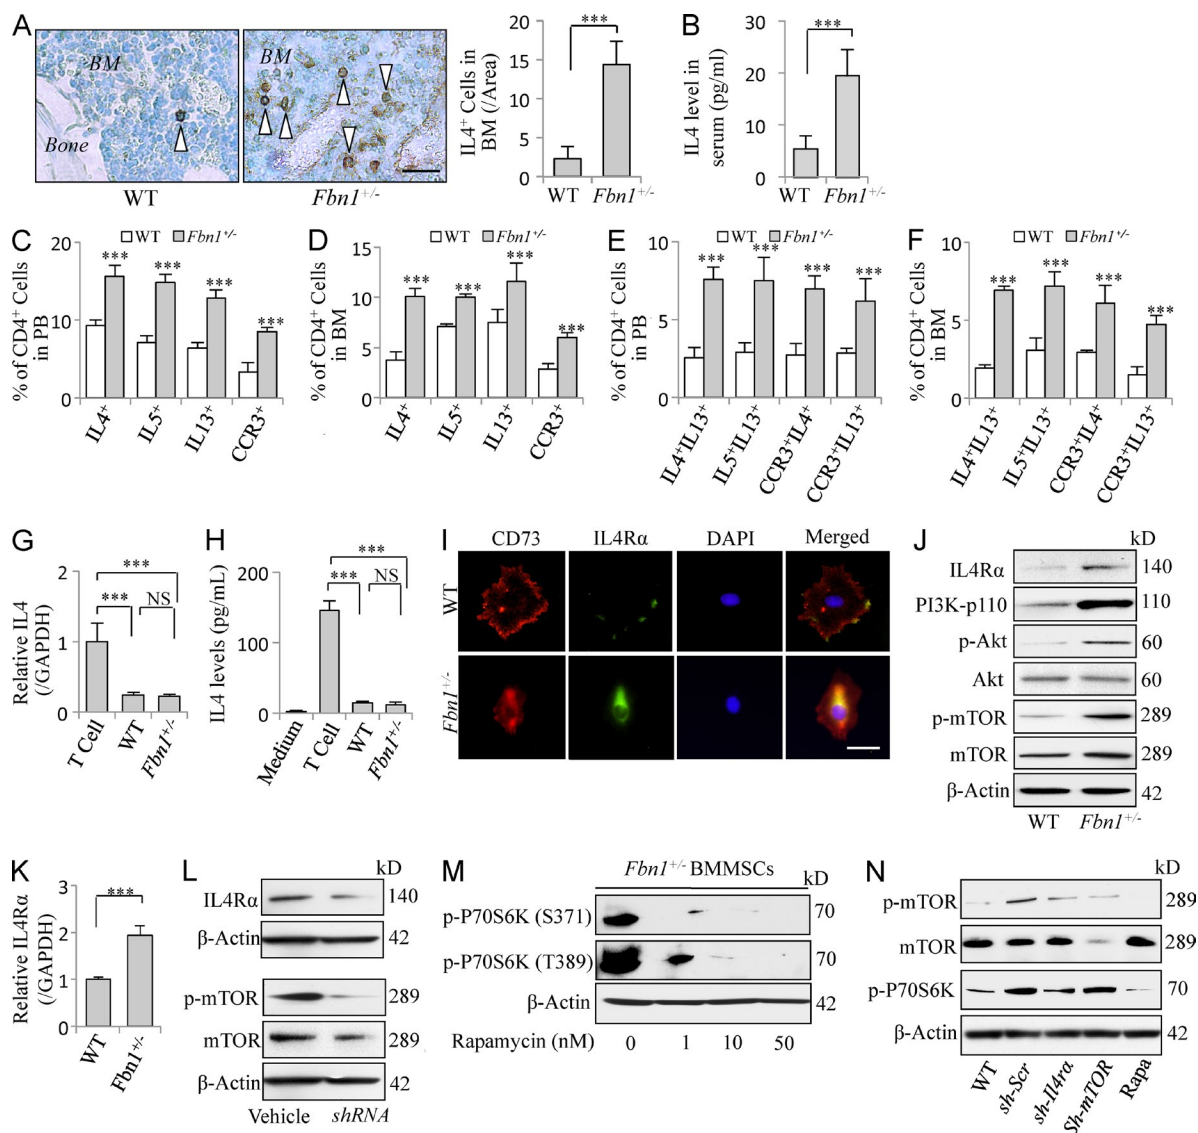 A
BM
Bone
WT
BM
Fbn1+/-
IL4+ Cells in
BM (/Area)
20
15
10
5
0
***
WT Fbn1+/-
B
IL4 level in
serum (pg/ml)
30
20
10
0
***
WT Fbn1+/-
C
WT Fbn1+/-
% of CD4+ Cells
in PB
20
10
0
*** *** *** ***
IL4+ IL5+ IL13+ CCR3+
D
WT Fbn1+/-
% of CD4+ Cells
in BM
15
10
5
0
*** *** *** ***
IL4+ IL5+ IL13+ CCR3+
E
WT Fbn1+/-
% of CD4+ Cells
in PB
10
5
0
*** *** *** ***
IL4+IL13+ IL5+IL13+ CCR3+IL4+ CCR3+IL13+
F
WT Fbn1+/-
% of CD4+ Cells
in BM
10
5
0
*** *** *** ***
IL4+IL13+ IL5+IL13+ CCR3+IL4+ CCR3+IL13+
G
Relative IL4
(/GAPDH)
2
1
0
***
*** NS
T Cell WT Fbn1+/-
H
IL4 levels (pg/mL)
200
100
0
***
*** NS
Medium T Cell WT Fbn1+/-
I
CD73 IL4Rα DAPI Merged
WT
Fbn1+/-
J
kD
IL4Rα 140
PI3K-p110 110
p-Akt 60
Akt 60
p-mTOR 289
mTOR 289
β-Actin 42
WT Fbn1+/-
K
Relative IL4Rα
(/GAPDH)
3
2
1
0
***
WT Fbn1+/-
L
kD
IL4Rα 140
β-Actin 42
p-mTOR 289
mTOR 289
β-Actin 42
Vehicle shRNA
M
Fbn1+/- BMMSCs
kD
p-P70S6K (S371) 70
p-P70S6K (T389) 70
β-Actin 42
Rapamycin (nM) 0 1 10 50
N
kD
p-mTOR 289
mTOR 289
p-P70S6K 70
β-Actin 42
WT sh-Scr sh-Il4rα Sh-mTOR Rapa